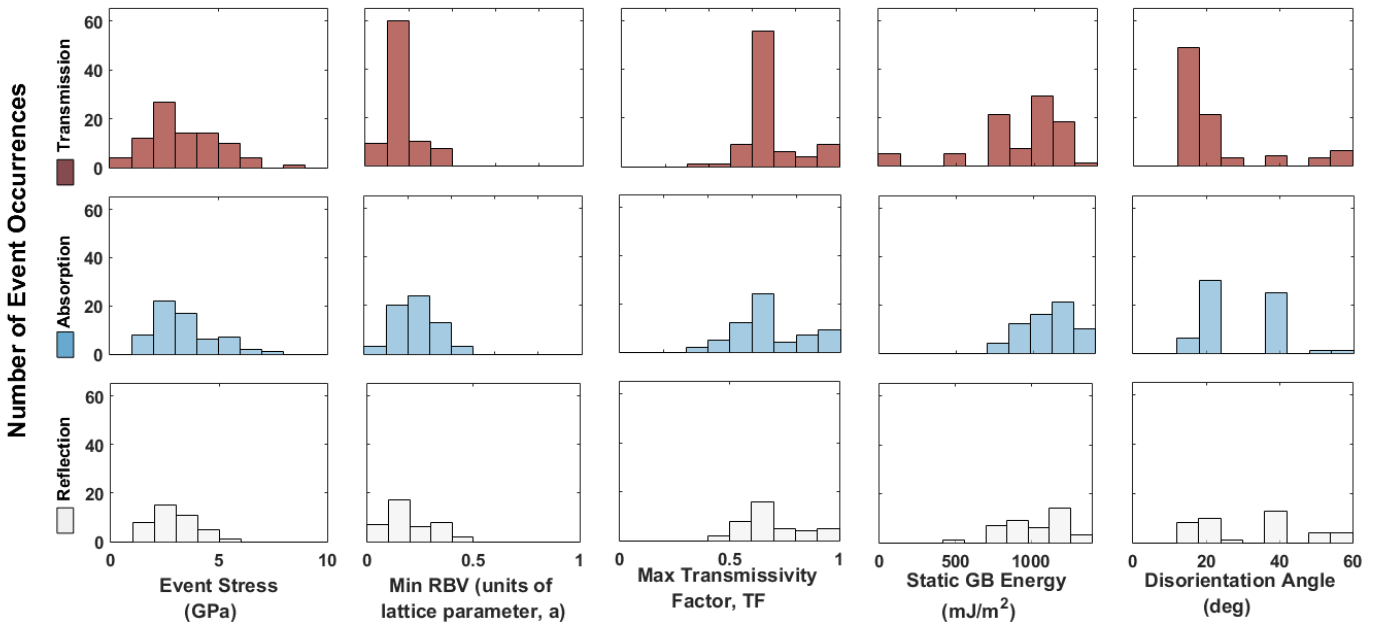 Number of Event Occurrences
Transmission
60
40
20
0
Absorption
60
40
20
0
Reflection
60
40
20
0
0 5 10
0 0.5 1
0 0.5 1
0 500 1000
0 20 40 60
Event Stress
(GPa)
Min RBV (units of
lattice parameter, a)
Max Transmissivity
Factor, TF
Static GB Energy
(mJ/m²)
Disorientation Angle
(deg)